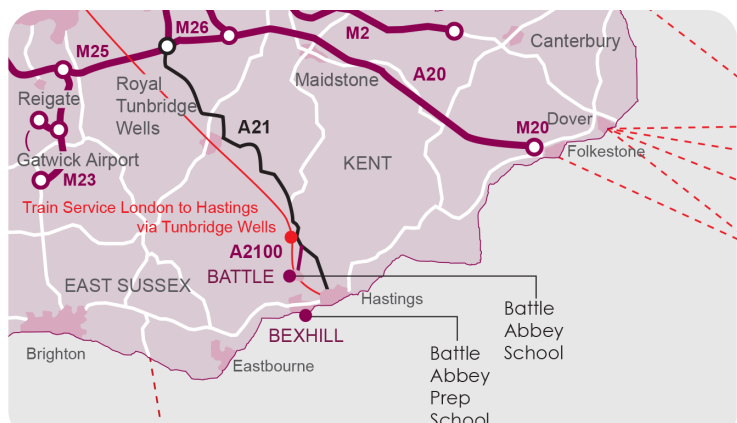 M26
M2
Canterbury
M25
Maidstone
A20
Royal
Tunbridge
Wells
Reigate
A21
M20
Dover
Folkestone
Gatwick Airport
KENT
M23
Train Service London to Hastings
via Tunbridge Wells
A2100
BATTLE
EAST SUSSEX
Hastings
Battle
Abbey
School
BEXHILL
Brighton
Eastbourne
Battle
Abbey
Prep
School